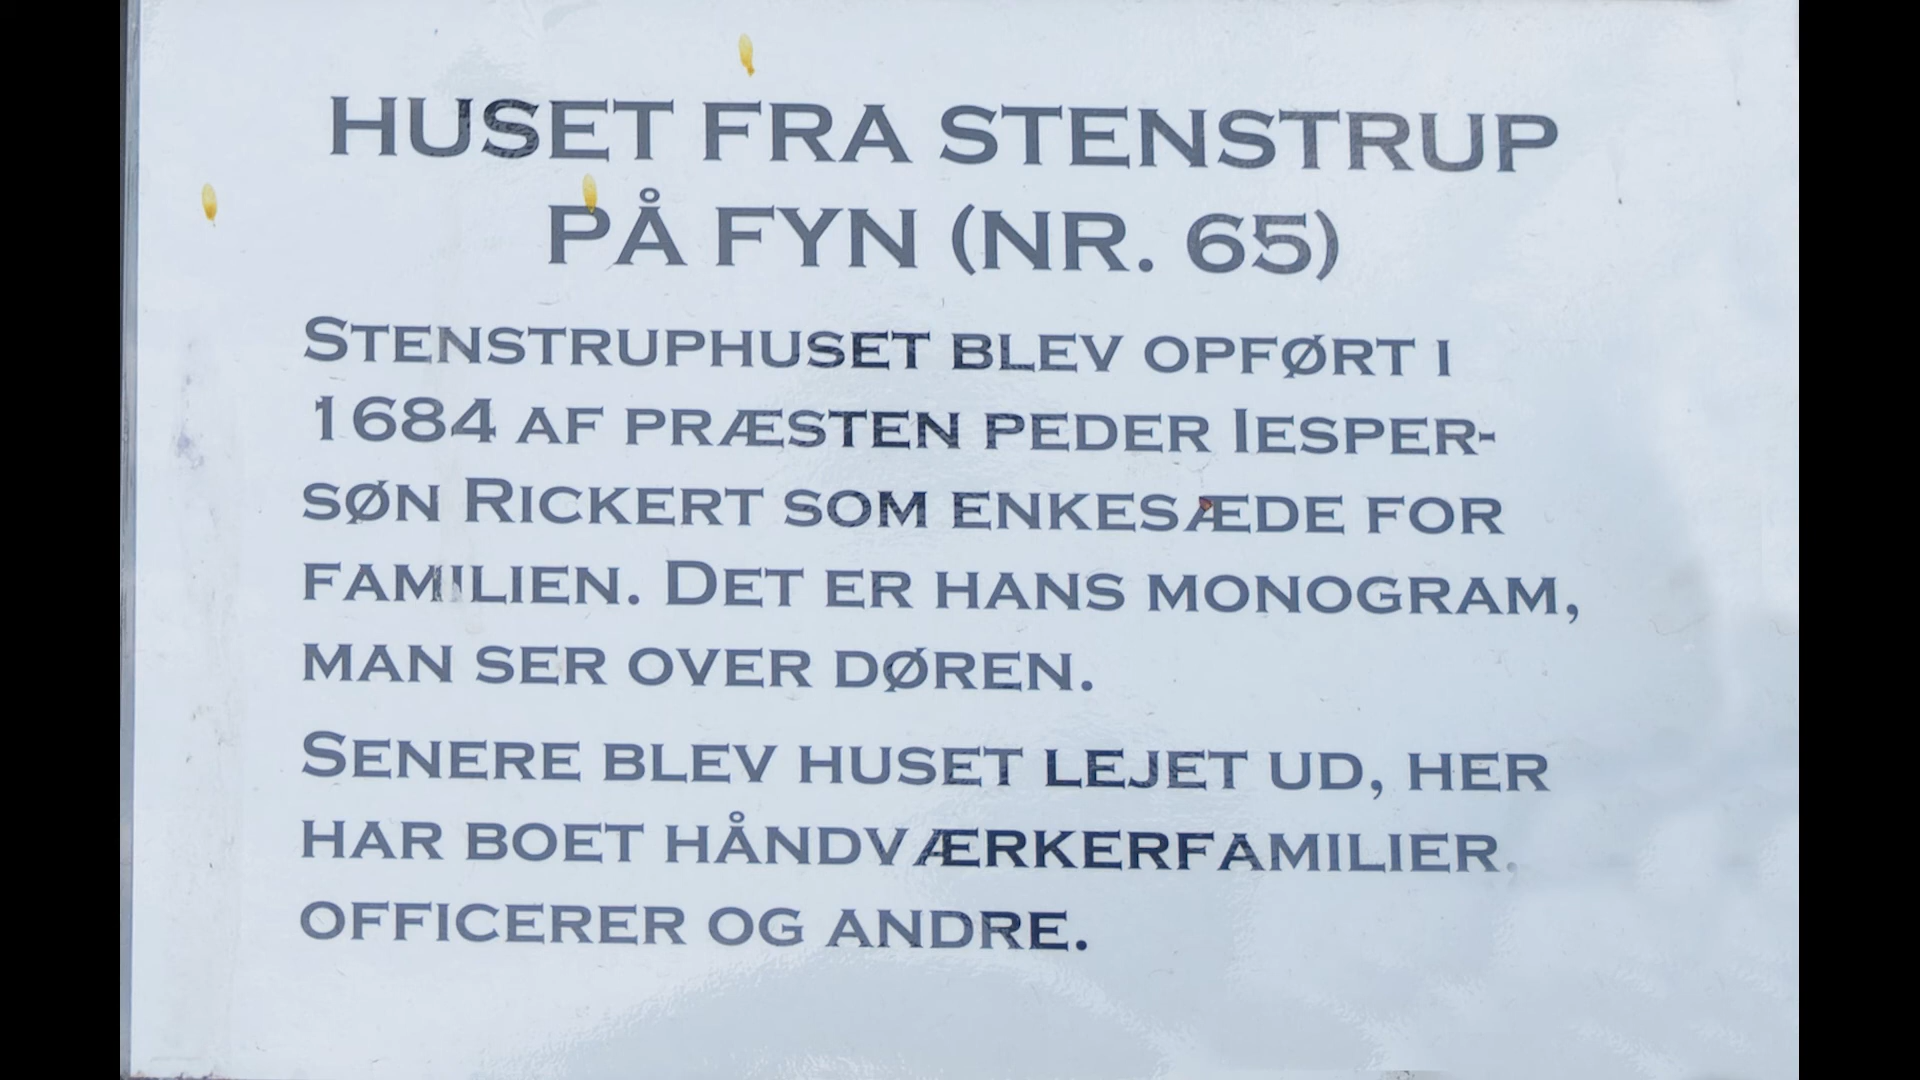 HUSET FRA STENSTRUP
PÅ FYN (NR. 65)
STENSTRUPHUSET BLEV OPFØRT I
1684 AF PRÆSTEN PEDER IESPER-
SØN RICKERT SOM ENKESÆDE FOR
FAMILIEN. DET ER HANS MONOGRAM,
MAN SER OVER DØREN.
SENERE BLEV HUSET LEJET UD, HER
HAR BOET HÅNDVÆRKERFAMILIER,
OFFICERER OG ANDRE.